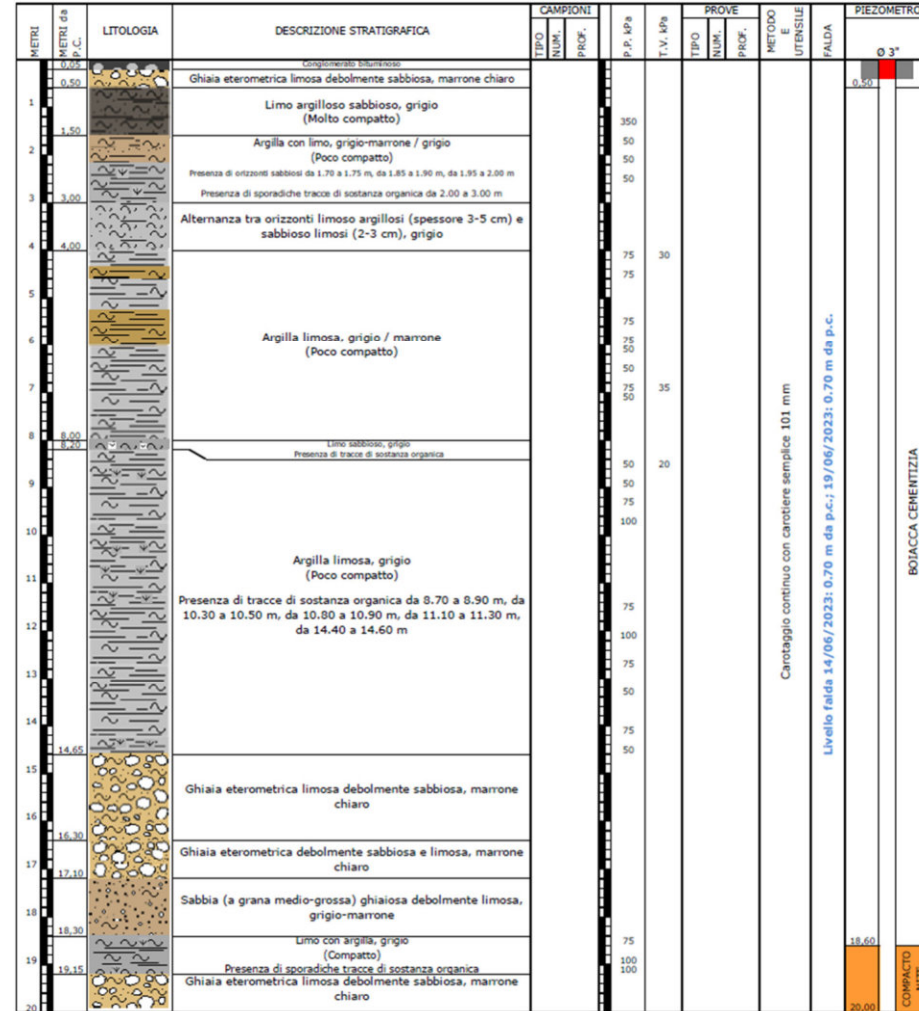 METRI
METRI da P.C.
LITOLOGIA
DESCRIZIONE STRATIGRAFICA
CAMPIONI
TIPO
NUM.
PROF.
P.P. kPa
T.V. kPa
PROVE
TIPO
NUM.
PROF.
METODO E UTENSILE
FALDA
PIEZOMETRO
Ø 3"
0,05
Conglomerato bituminoso
0,50
Ghiaia eterometrica limosa debolmente sabbiosa, marrone chiaro
0,50
1
Limo argilloso sabbioso, grigio
(Molto compatto)
350
1,50
50
2
Argilla con limo, grigio-marrone / grigio
(Poco compatto)
50
Presenza di orizzonti sabbiosi da 1.70 a 1.75 m, da 1.85 a 1.90 m, da 1.95 a 2.00 m
50
Presenza di sporadiche tracce di sostanza organica da 2.00 a 3.00 m
3
3,00
Alternanza tra orizzonti limoso argillosi (spessore 3-5 cm) e
sabbioso limosi (2-3 cm), grigio
4
4,00
75
30
75
5
75
6
Argilla limosa, grigio / marrone
(Poco compatto)
75
50
50
7
75
35
50
8
8,00
8,20
Limo sabbioso, grigio
Presenza di tracce di sostanza organica
50
20
9
50
75
10
100
Argilla limosa, grigio
(Poco compatto)
11
Presenza di tracce di sostanza organica da 8.70 a 8.90 m, da
10.30 a 10.50 m, da 10.80 a 10.90 m, da 11.10 a 11.30 m,
da 14.40 a 14.60 m
75
12
100
75
13
50
14
75
14,65
50
15
Ghiaia eterometrica limosa debolmente sabbiosa, marrone
chiaro
16
16,30
Ghiaia eterometrica debolmente sabbiosa e limosa, marrone
chiaro
17
17,10
Sabbia (a grana medio-grossa) ghiaiosa debolmente limosa,
grigio-marrone
18
18,30
Limo con argilla, grigio
(Compatto)
Presenza di sporadiche tracce di sostanza organica
75
18,60
19
100
100
19,15
Ghiaia eterometrica limosa debolmente sabbiosa, marrone
chiaro
20
20,00
Carotaggio continuo con carotiere semplice 101 mm
Livello falda 14/06/2023: 0.70 m da p.c.; 19/06/2023: 0.70 m da p.c.
BOIACCA CEMENTIZIA
COMPACTO